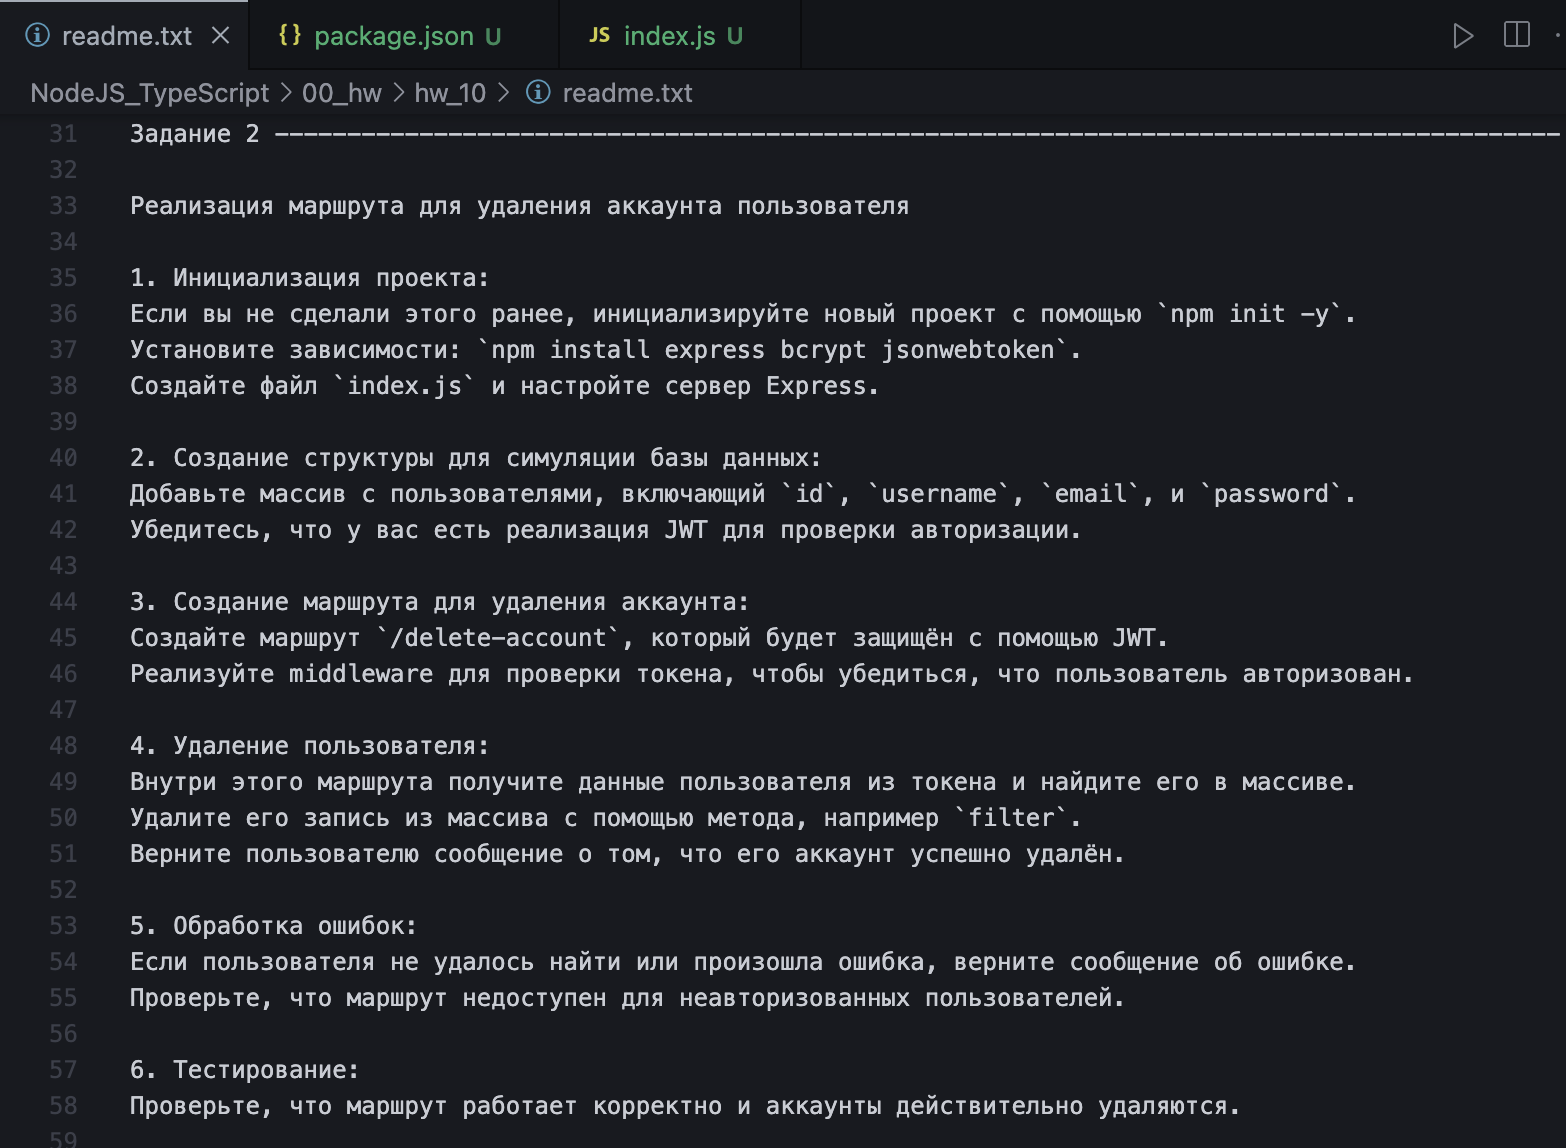 readme.txt
package.json U
JS index.js U
NodeJS_TypeScript > 00_hw > hw_10 > readme.txt
31 Задание 2 -----------------------------------------------------------------------------------------
32
33 Реализация маршрута для удаления аккаунта пользователя
34
35 1. Инициализация проекта:
36 Если вы не сделали этого ранее, инициализируйте новый проект с помощью `npm init -y`.
37 Установите зависимости: `npm install express bcrypt jsonwebtoken`.
38 Создайте файл `index.js` и настройте сервер Express.
39
40 2. Создание структуры для симуляции базы данных:
41 Добавьте массив с пользователями, включающий `id`, `username`, `email`, и `password`.
42 Убедитесь, что у вас есть реализация JWT для проверки авторизации.
43
44 3. Создание маршрута для удаления аккаунта:
45 Создайте маршрут `/delete-account`, который будет защищён с помощью JWT.
46 Реализуйте middleware для проверки токена, чтобы убедиться, что пользователь авторизован.
47
48 4. Удаление пользователя:
49 Внутри этого маршрута получите данные пользователя из токена и найдите его в массиве.
50 Удалите его запись из массива с помощью метода, например `filter`.
51 Верните пользователю сообщение о том, что его аккаунт успешно удалён.
52
53 5. Обработка ошибок:
54 Если пользователя не удалось найти или произошла ошибка, верните сообщение об ошибке.
55 Проверьте, что маршрут недоступен для неавторизованных пользователей.
56
57 6. Тестирование:
58 Проверьте, что маршрут работает корректно и аккаунты действительно удаляются.
59